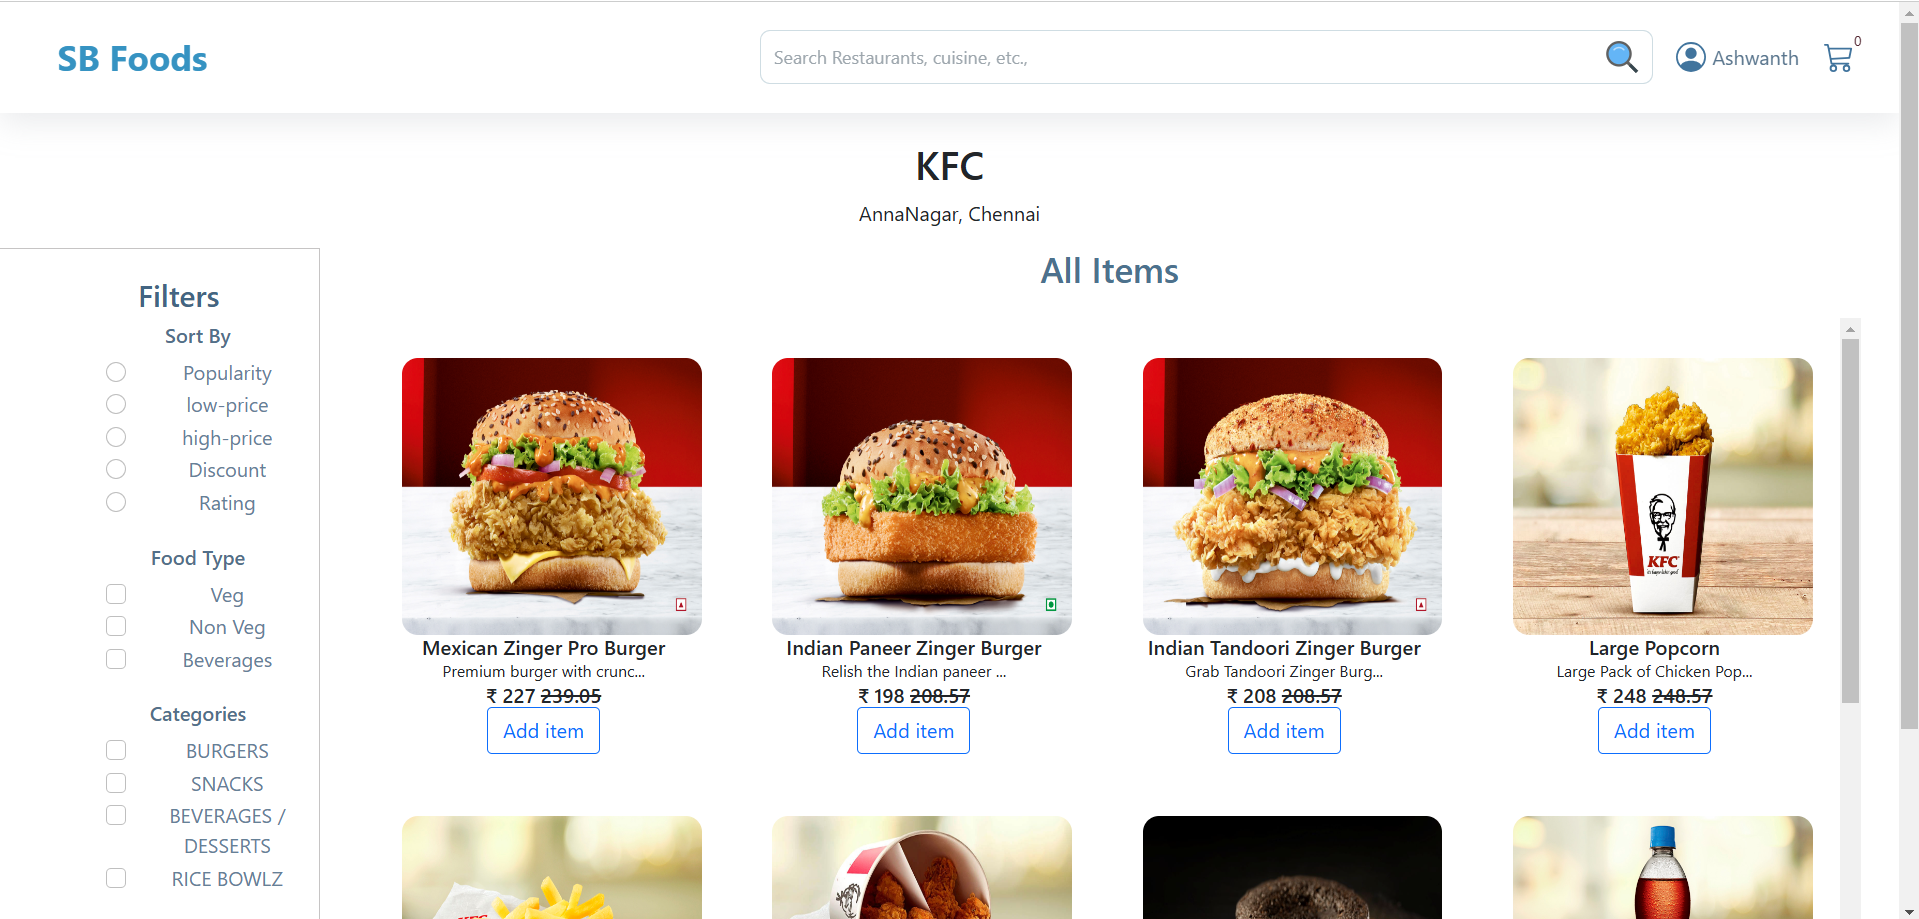 SB Foods
Search Restaurants, cuisine, etc.,
Ashwanth
0
KFC
AnnaNagar, Chennai
All Items
Filters
Sort By
Popularity
low-price
high-price
Discount
Rating
Food Type
Veg
Non Veg
Beverages
Categories
BURGERS
SNACKS
BEVERAGES /
DESSERTS
RICE BOWLZ
Mexican Zinger Pro Burger
Premium burger with crunc...
₹ 227 239.05
Add item
Indian Paneer Zinger Burger
Relish the Indian paneer ...
₹ 198 208.57
Add item
Indian Tandoori Zinger Burger
Grab Tandoori Zinger Burg...
₹ 208 208.57
Add item
KFC
Large Popcorn
Large Pack of Chicken Pop...
₹ 248 248.57
Add item